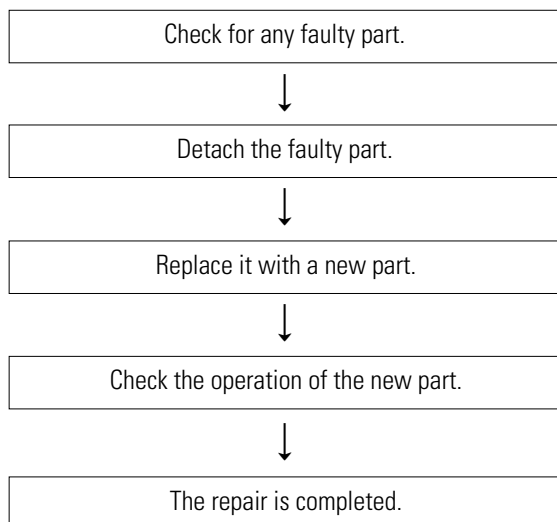 Check for any faulty part.
Detach the faulty part.
Replace it with a new part.
Check the operation of the new part.
The repair is completed.